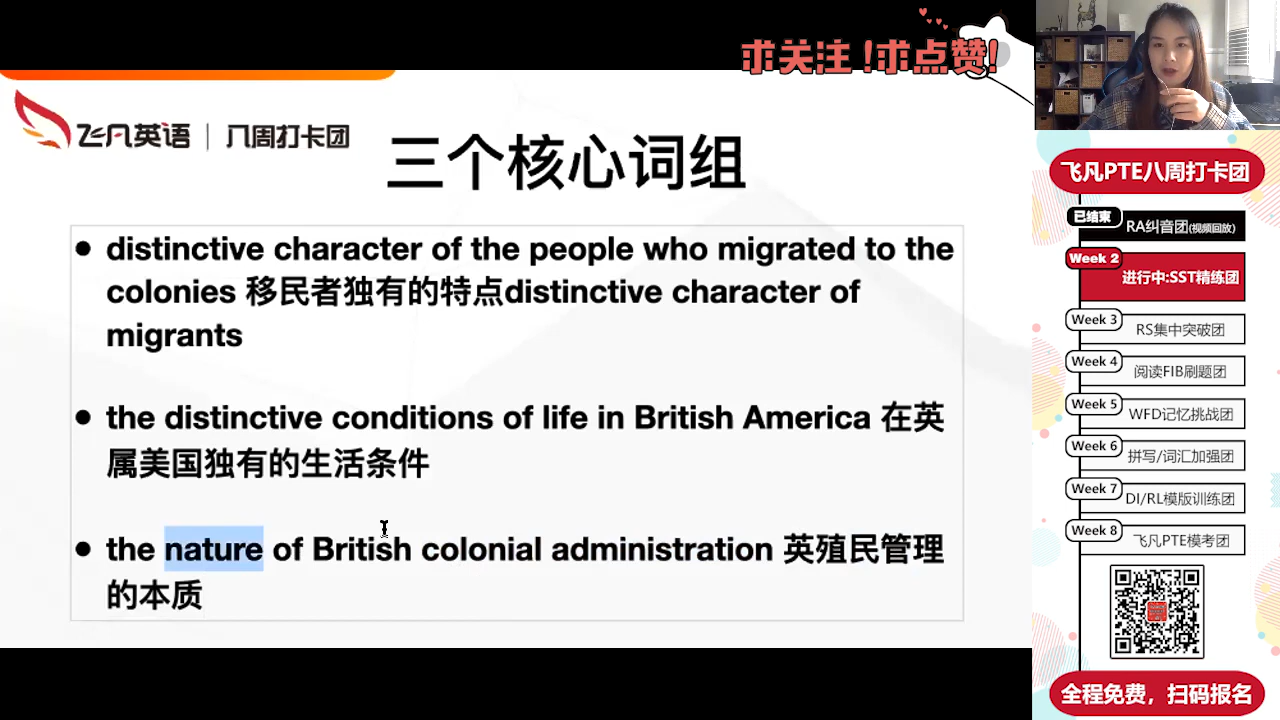 求关注!求点赞!
飞凡英语 | 八周打卡团
三个核心词组
• distinctive character of the people who migrated to the
colonies 移民者独有的特点distinctive character of
migrants
• the distinctive conditions of life in British America 在英
属美国独有的生活条件
• the nature of British colonial administration 英殖民管理
的本质
飞凡PTE八周打卡团
已结束
RA纠音团(视频回放)
Week 2
进行中:SST精练团
Week 3
RS集中突破团
Week 4
阅读FIB刷题团
Week 5
WFD记忆挑战团
Week 6
拼写/词汇加强团
Week 7
DI/RL模版训练团
Week 8
飞凡PTE模考团
全程免费，扫码报名